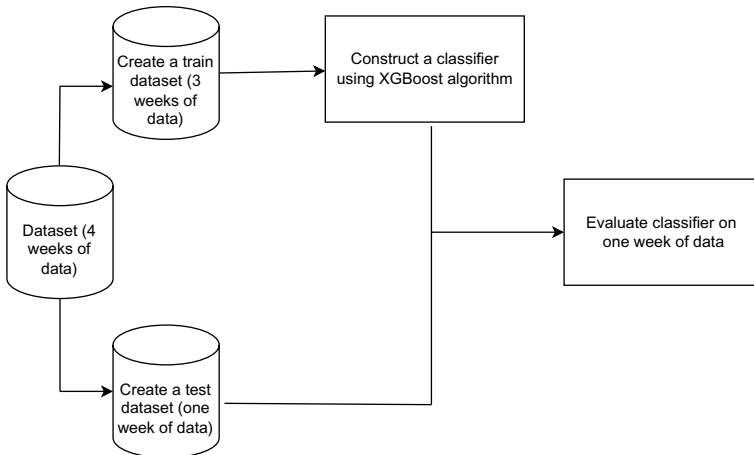 Create a train
dataset (3
weeks of
data)
Construct a classifier
using XGBoost algorithm
Dataset (4
weeks of
data)
Evaluate classifier on
one week of data
Create a test
dataset (one
week of data)